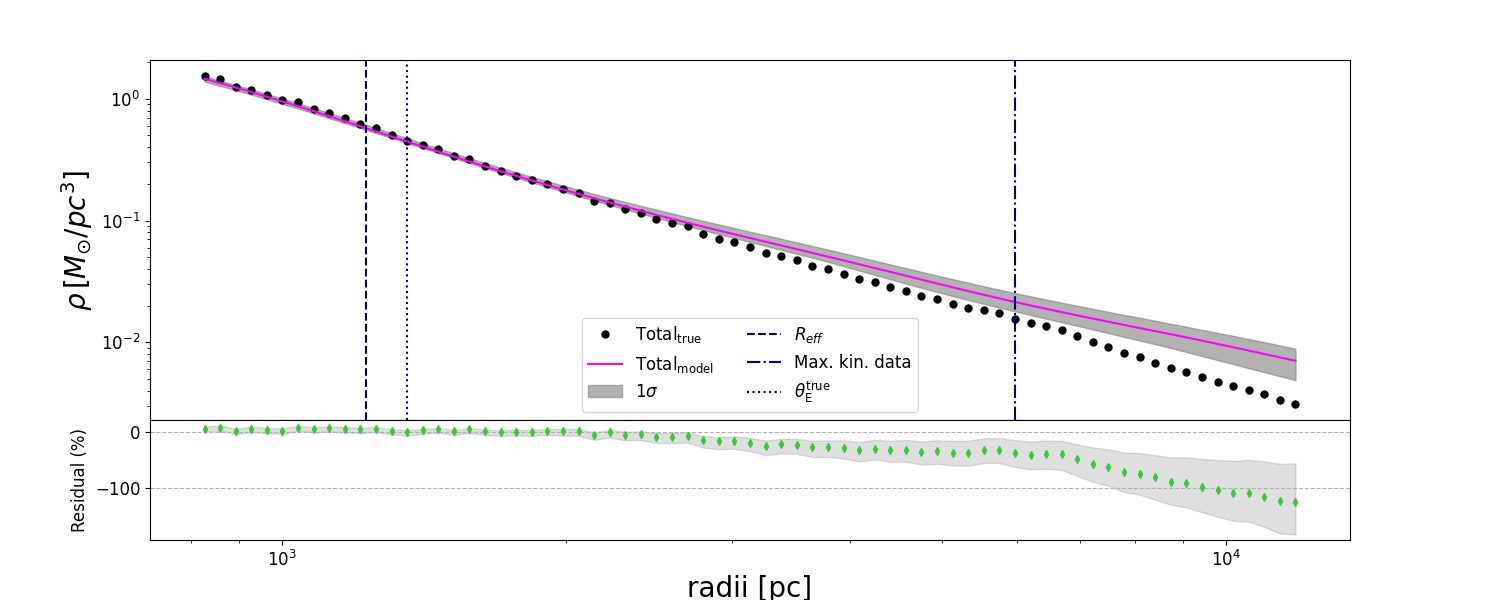 10⁰
10⁻¹
10⁻²
ρ [M⊙/pc³]
Total_true
Total_model
1σ
R_eff
Max. kin. data
θ_E^true
0
−100
Residual (%)
10³
10⁴
radii [pc]